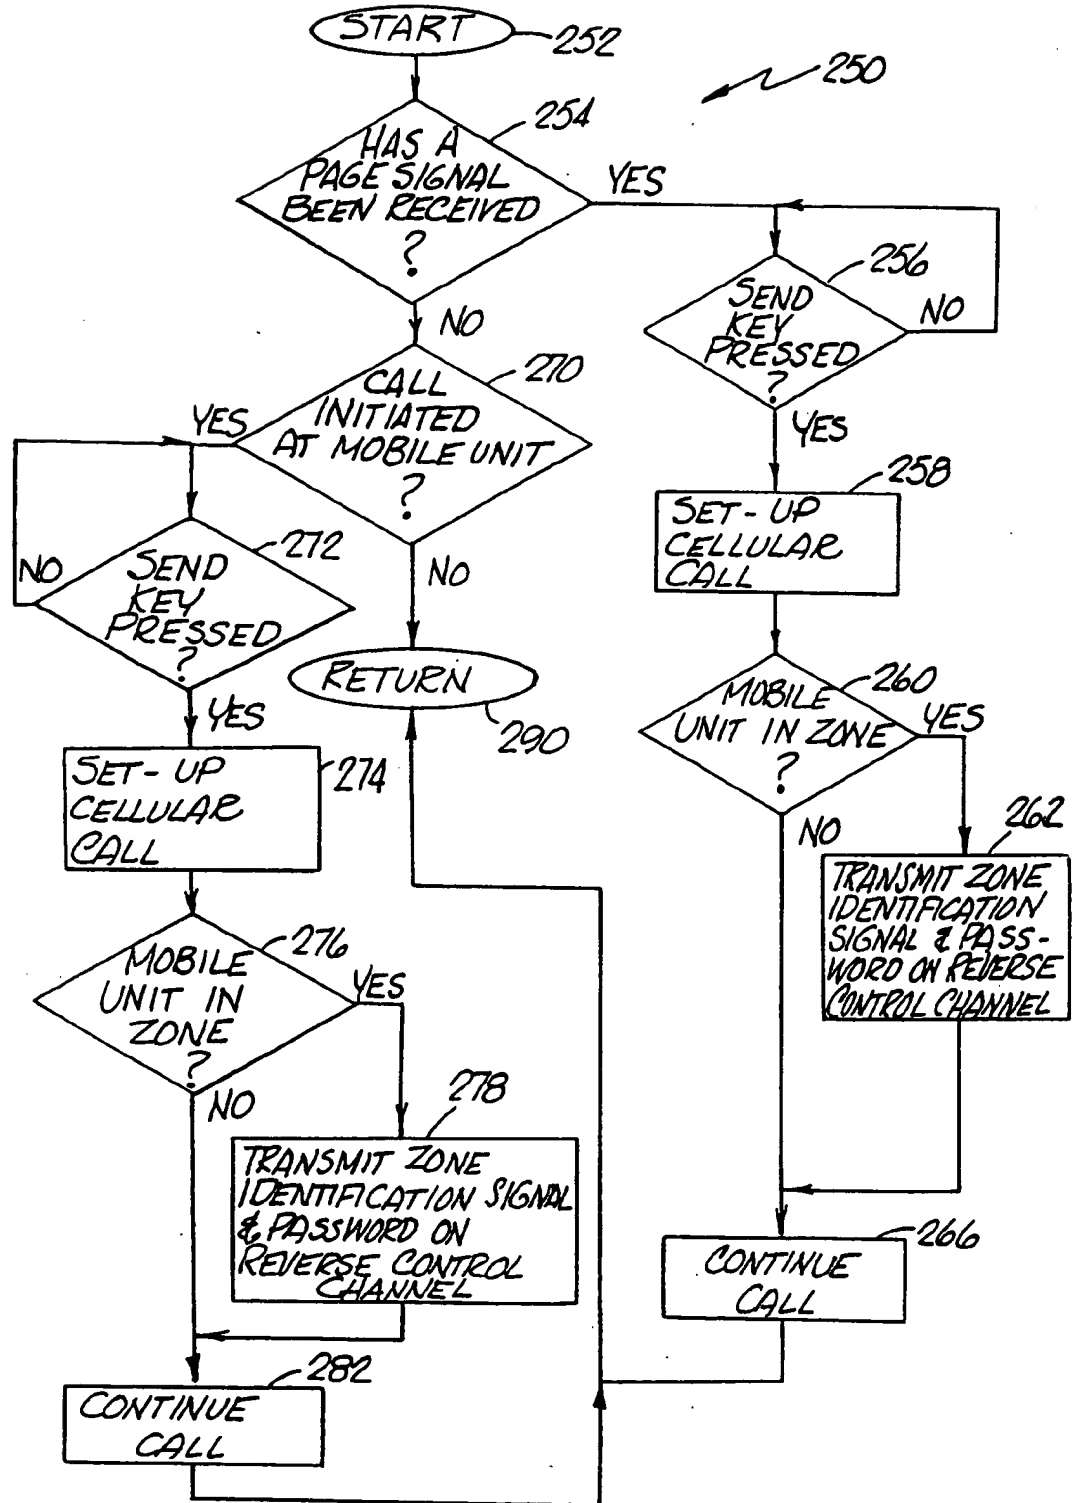 START
252
250
254
HAS A
PAGE SIGNAL
BEEN RECEIVED
?
YES
NO
256
SEND
KEY
PRESSED
?
NO
YES
258
SET-UP
CELLULAR
CALL
260
MOBILE
UNIT IN ZONE
?
YES
NO
262
TRANSMIT ZONE
IDENTIFICATION
SIGNAL & PASS-
WORD ON REVERSE
CONTROL CHANNEL
266
CONTINUE
CALL
270
CALL
INITIATED
AT MOBILE UNIT
?
YES
NO
272
SEND
KEY
PRESSED
?
NO
YES
RETURN
290
274
SET-UP
CELLULAR
CALL
276
MOBILE
UNIT IN
ZONE
?
YES
NO
278
TRANSMIT ZONE
IDENTIFICATION SIGNAL
& PASSWORD ON
REVERSE CONTROL
CHANNEL
282
CONTINUE
CALL